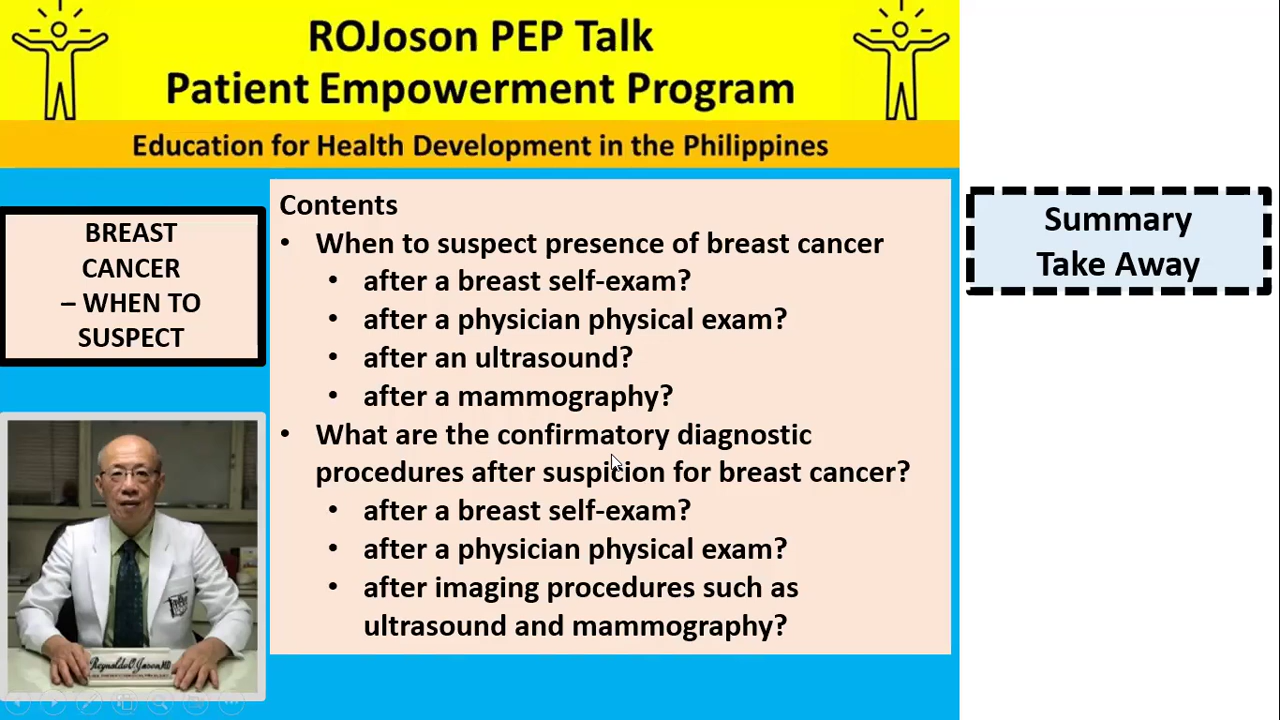 ROJoson PEP Talk
Patient Empowerment Program
Education for Health Development in the Philippines
BREAST
CANCER
– WHEN TO
SUSPECT
Contents
• When to suspect presence of breast cancer
• after a breast self-exam?
• after a physician physical exam?
• after an ultrasound?
• after a mammography?
• What are the confirmatory diagnostic
procedures after suspicion for breast cancer?
• after a breast self-exam?
• after a physician physical exam?
• after imaging procedures such as
ultrasound and mammography?
Summary
Take Away
Reynaldo O. Joson, MD